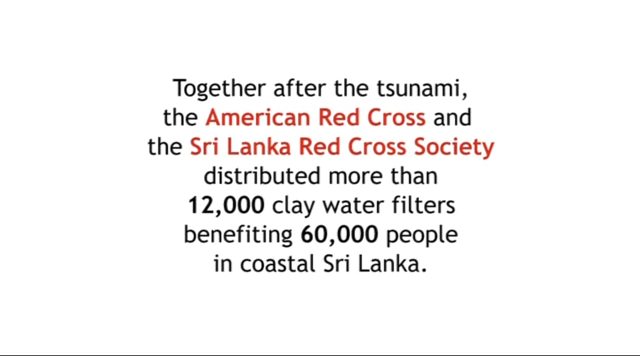 Together after the tsunami,
the American Red Cross and
the Sri Lanka Red Cross Society
distributed more than
12,000 clay water filters
benefiting 60,000 people
in coastal Sri Lanka.